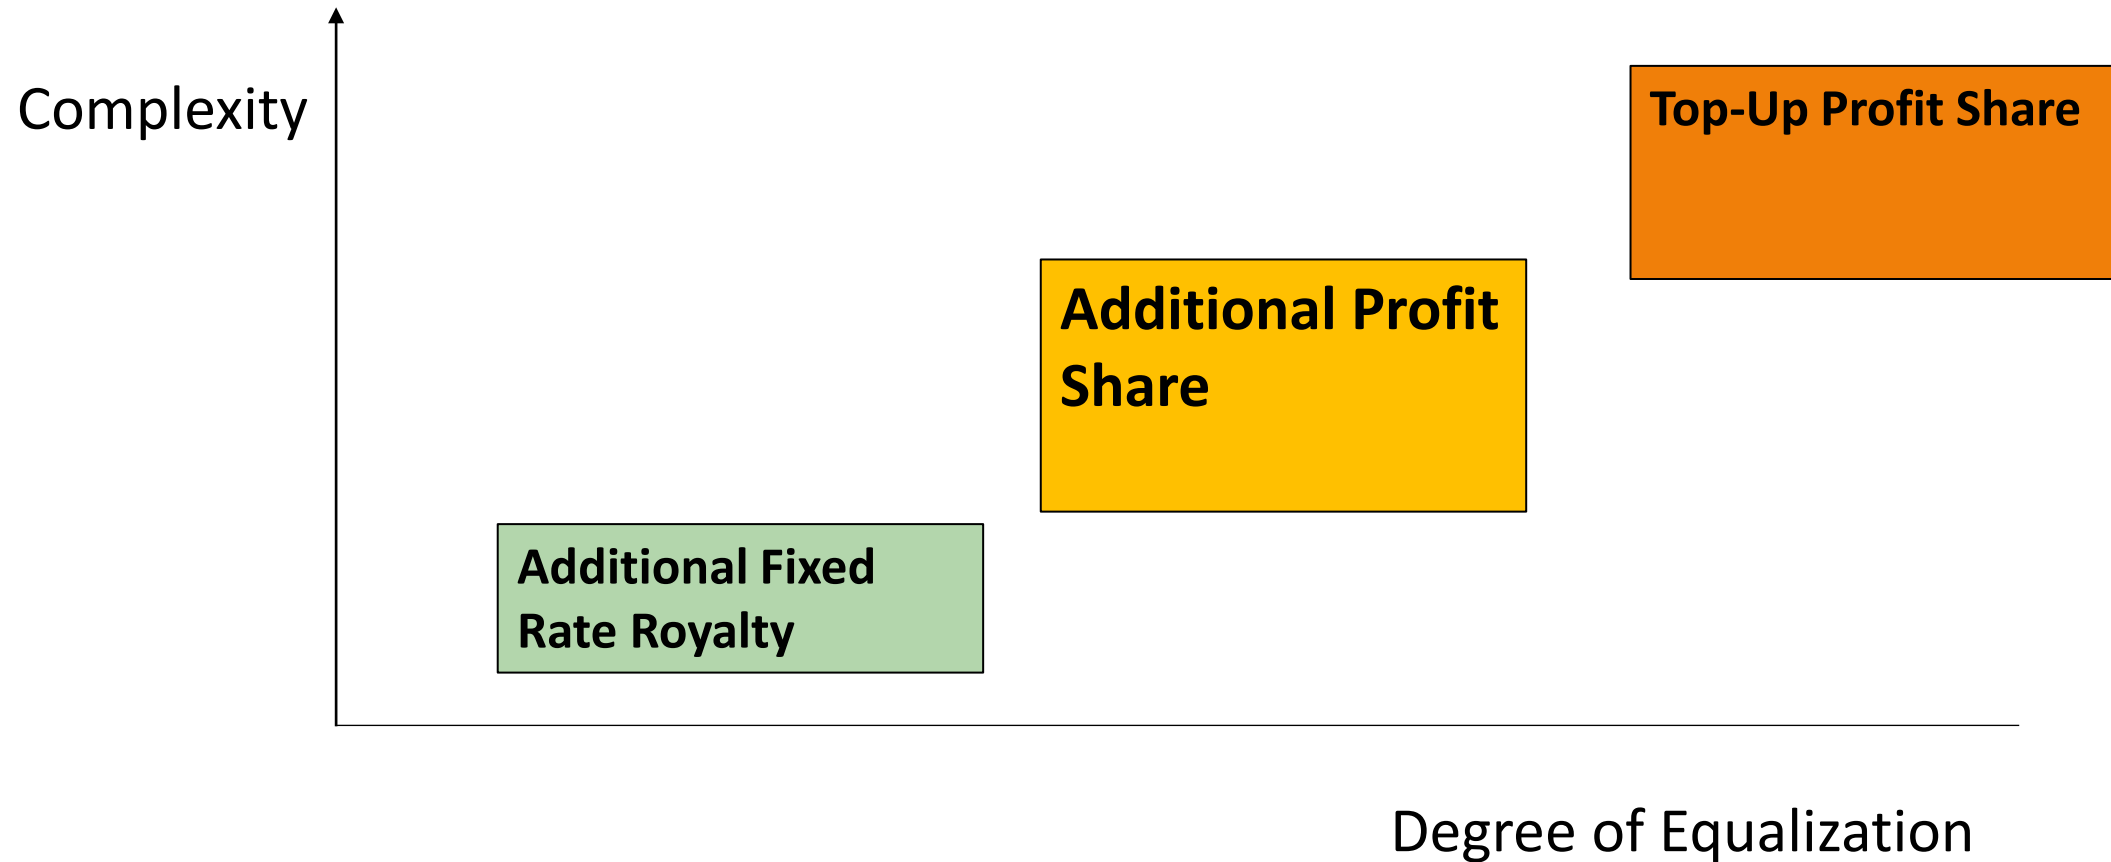 Complexity
Top-Up Profit Share
Additional Profit
Share
Additional Fixed
Rate Royalty
Degree of Equalization